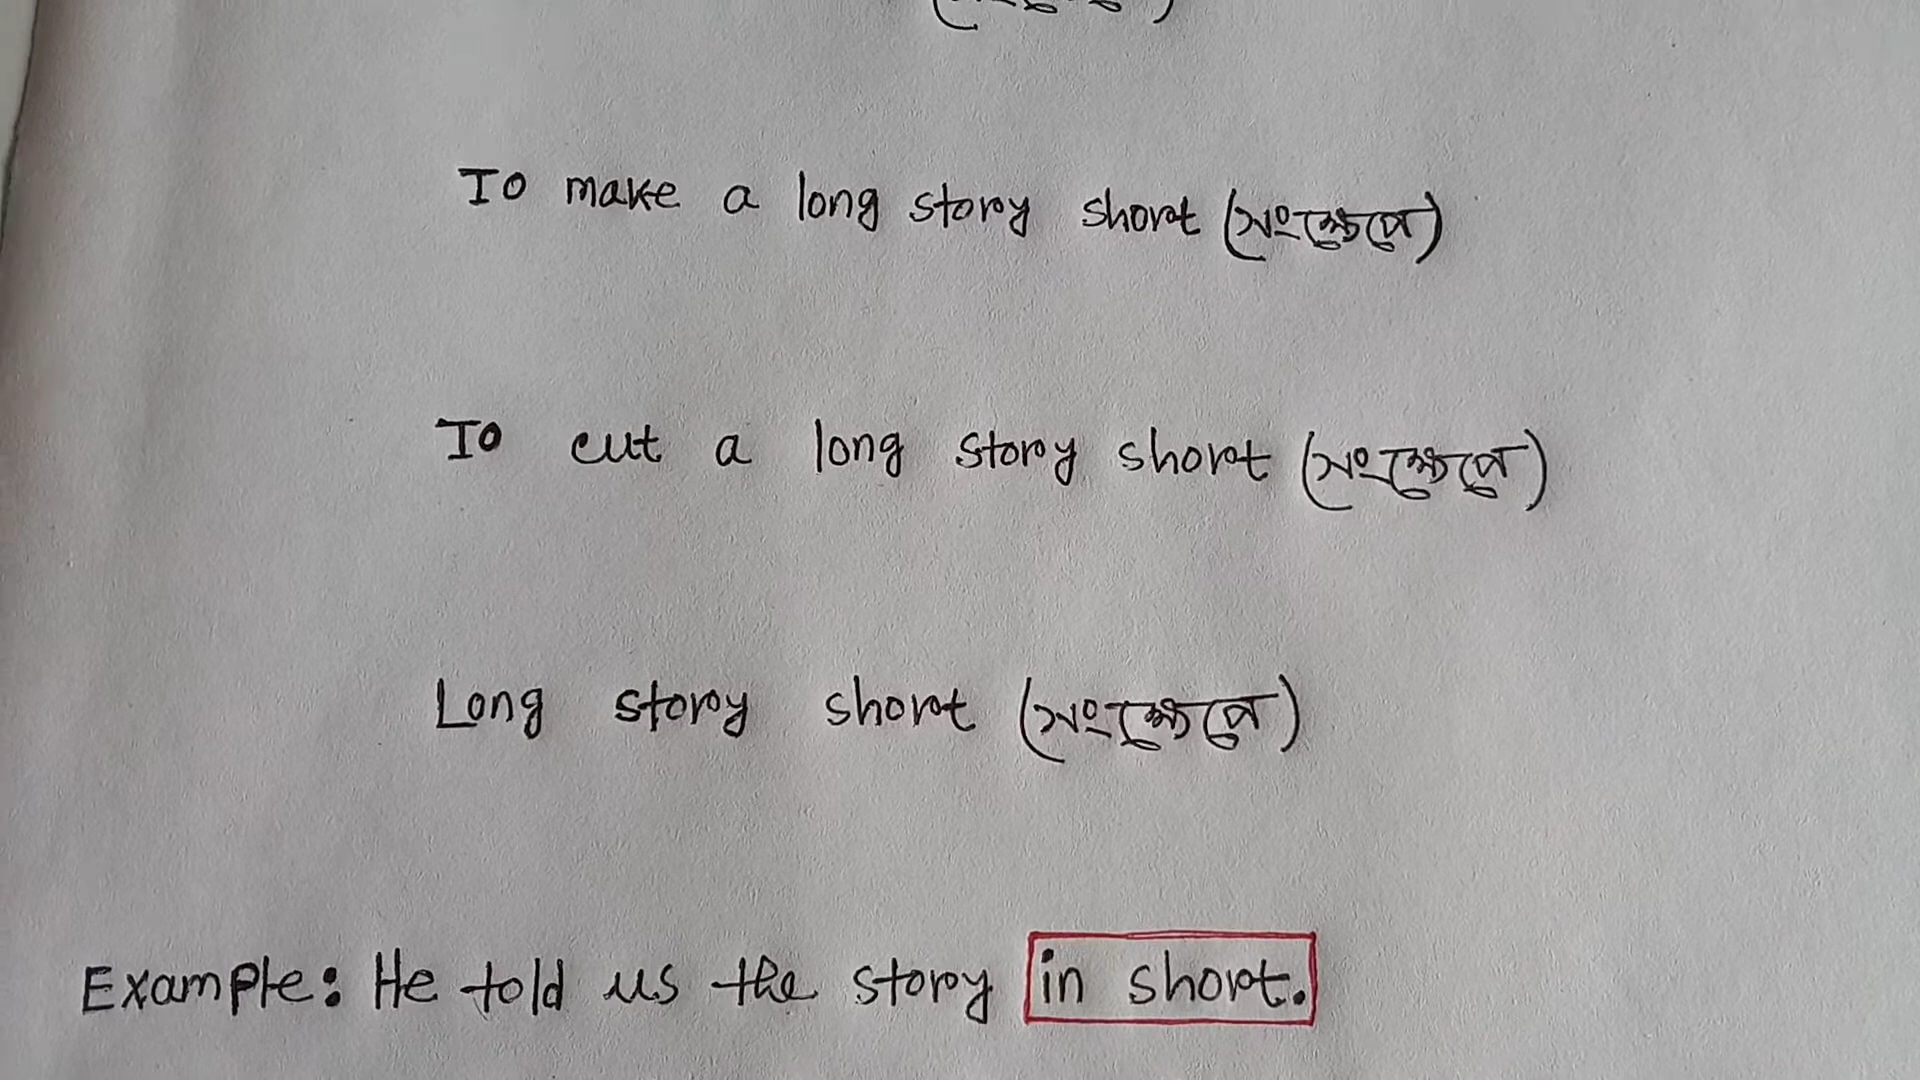 To make a long story short (সংক্ষেপে)
To cut a long story short (সংক্ষেপে)
Long story short (সংক্ষেপে)
Example: He told us the story in short.